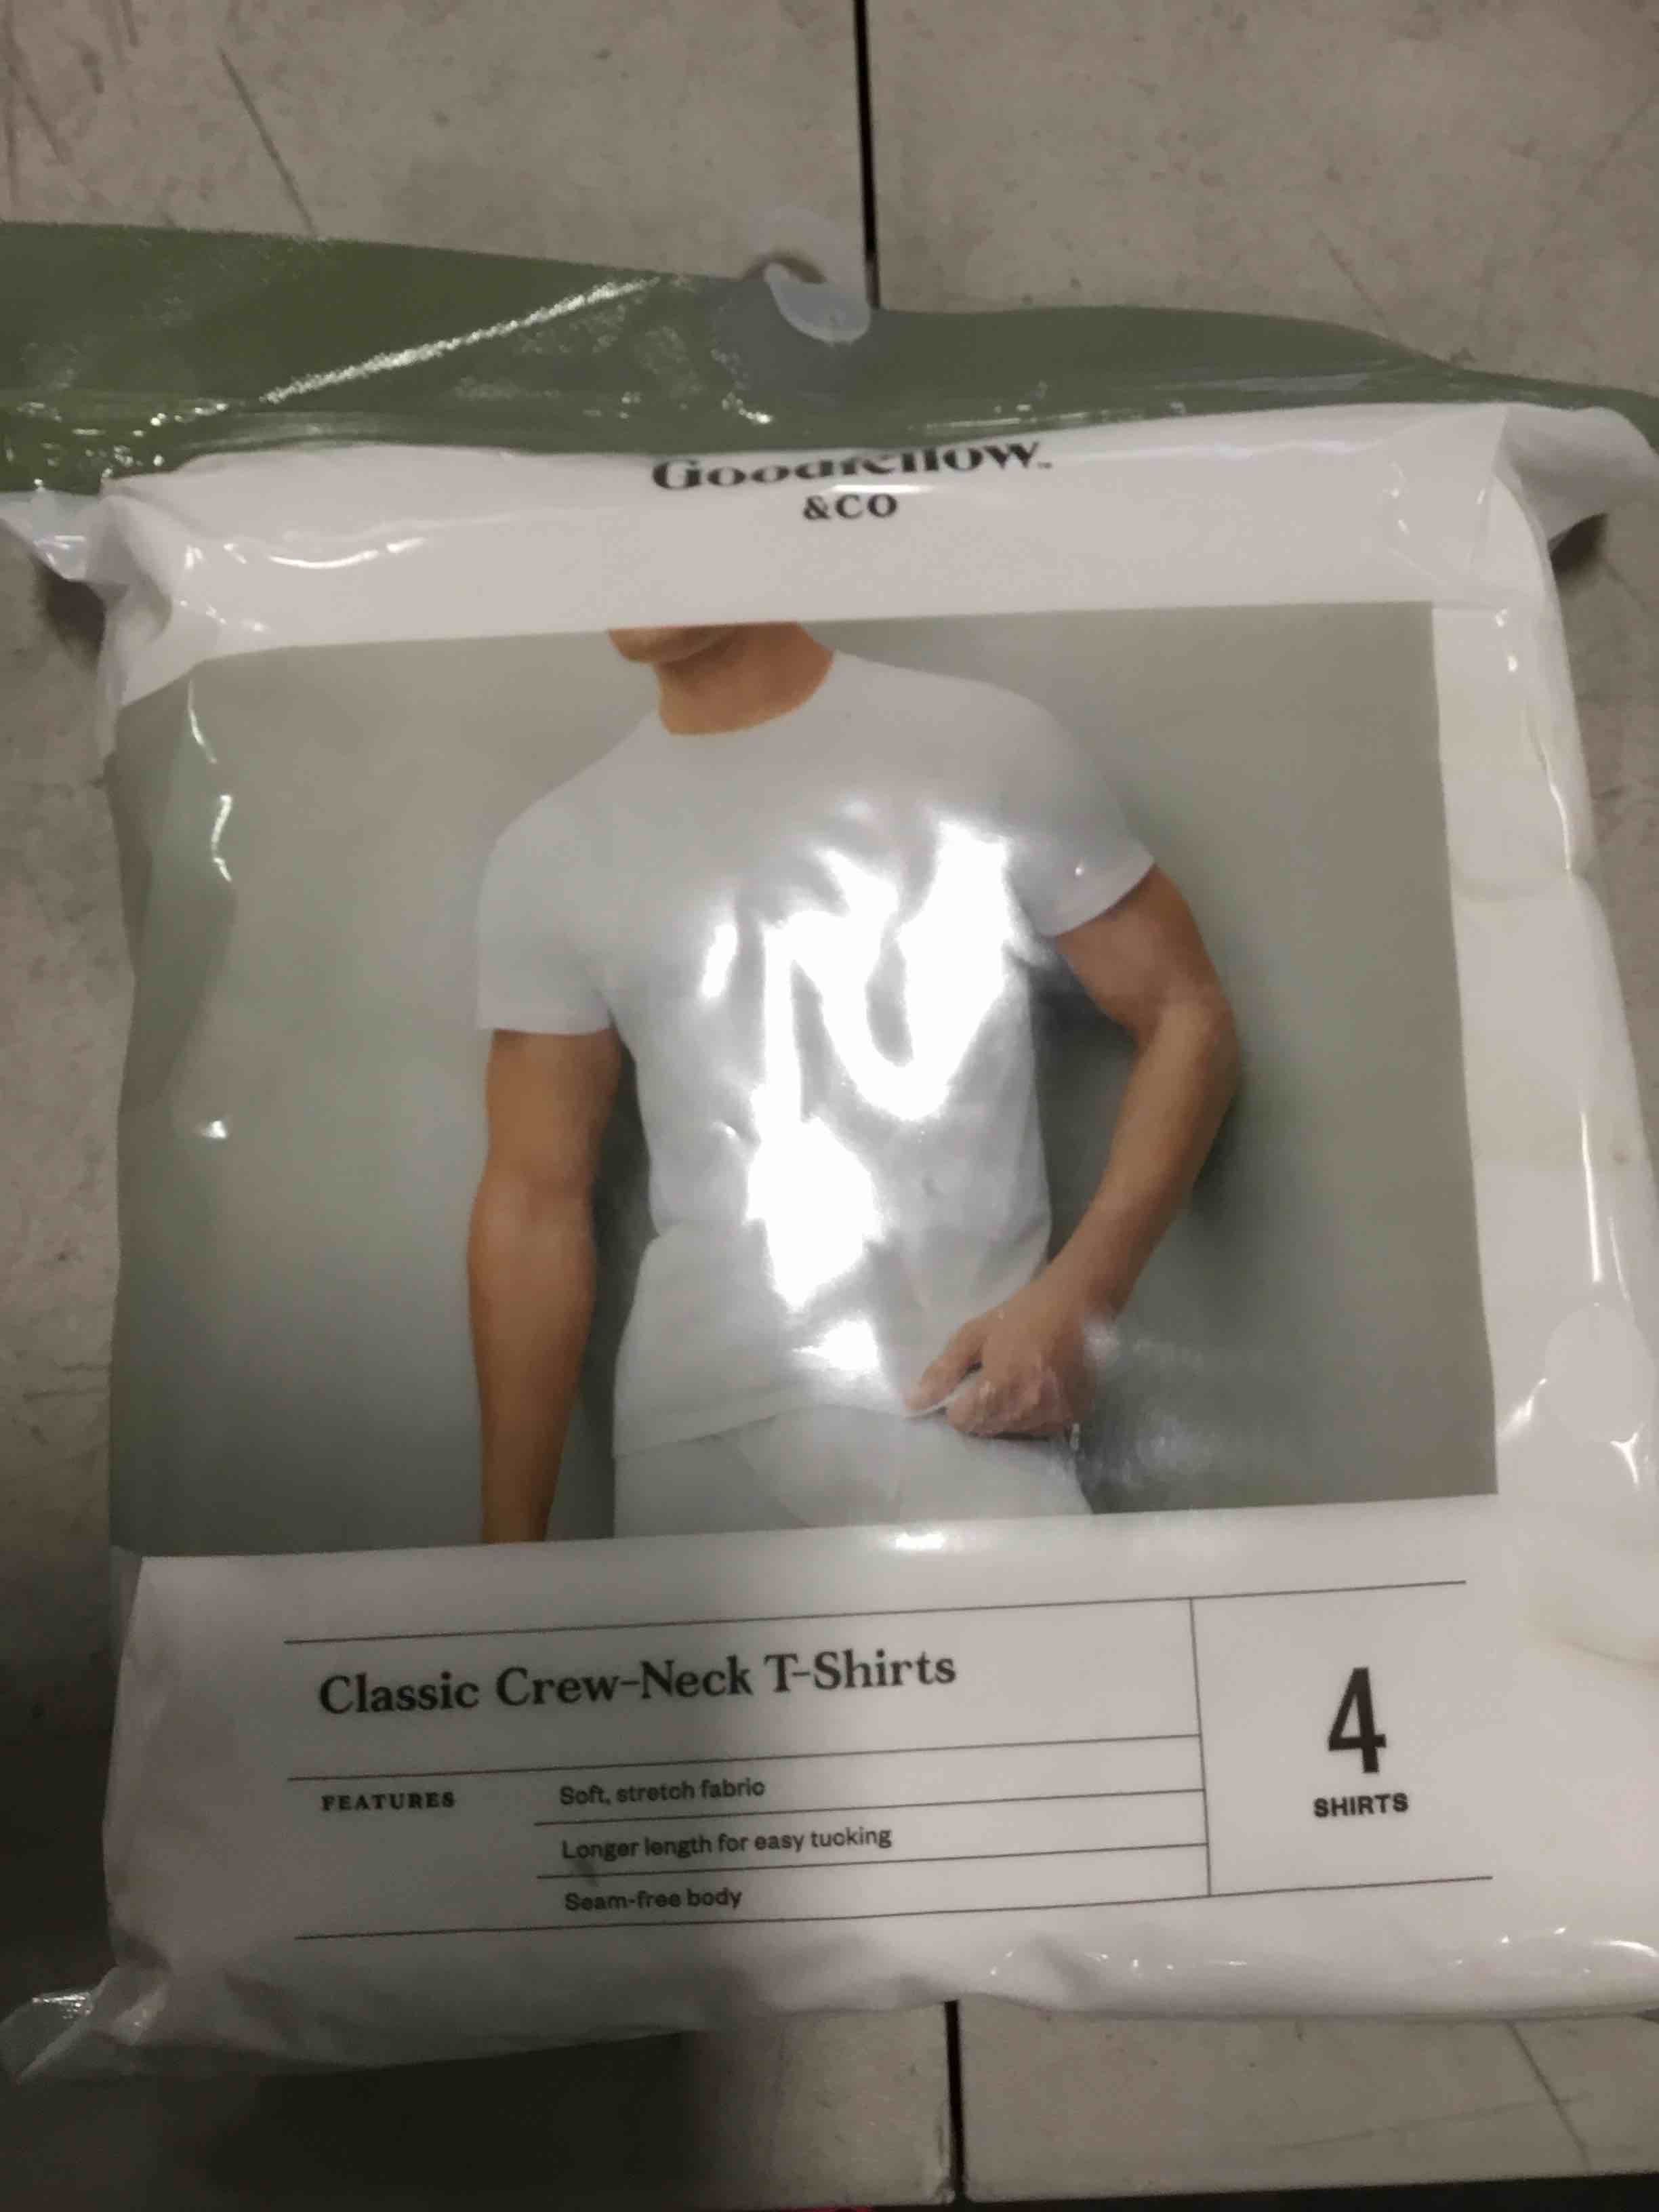 Goodfellow™
&CO
Classic Crew-Neck T-Shirts
FEATURES
Soft, stretch fabric
Longer length for easy tucking
Seam-free body
4
SHIRTS